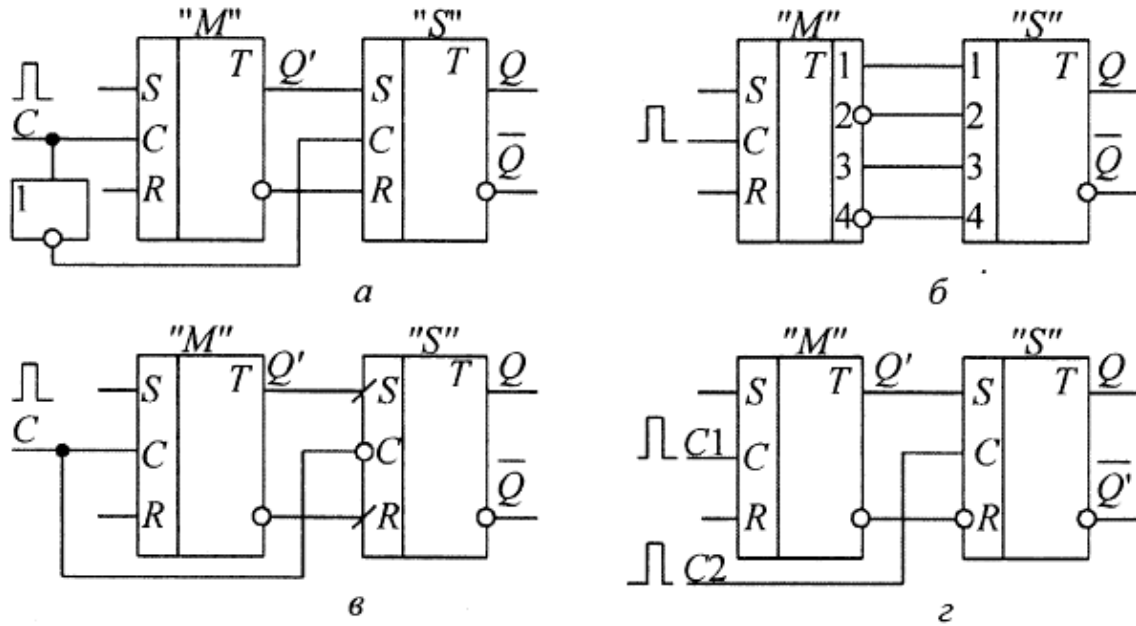 "M" "S"
T Q' T Q
S S
C C C
Q̅
1 R R
а
"M" "S"
T 1 1 T Q
S
2 2
C Q̅
3 3
R
4 4
б
"M" "S"
T Q' T Q
S S
C C C
Q̅
R R
в
"M" "S"
T Q' T Q
S S
C1 C C
Q̅'
R R
C2
г